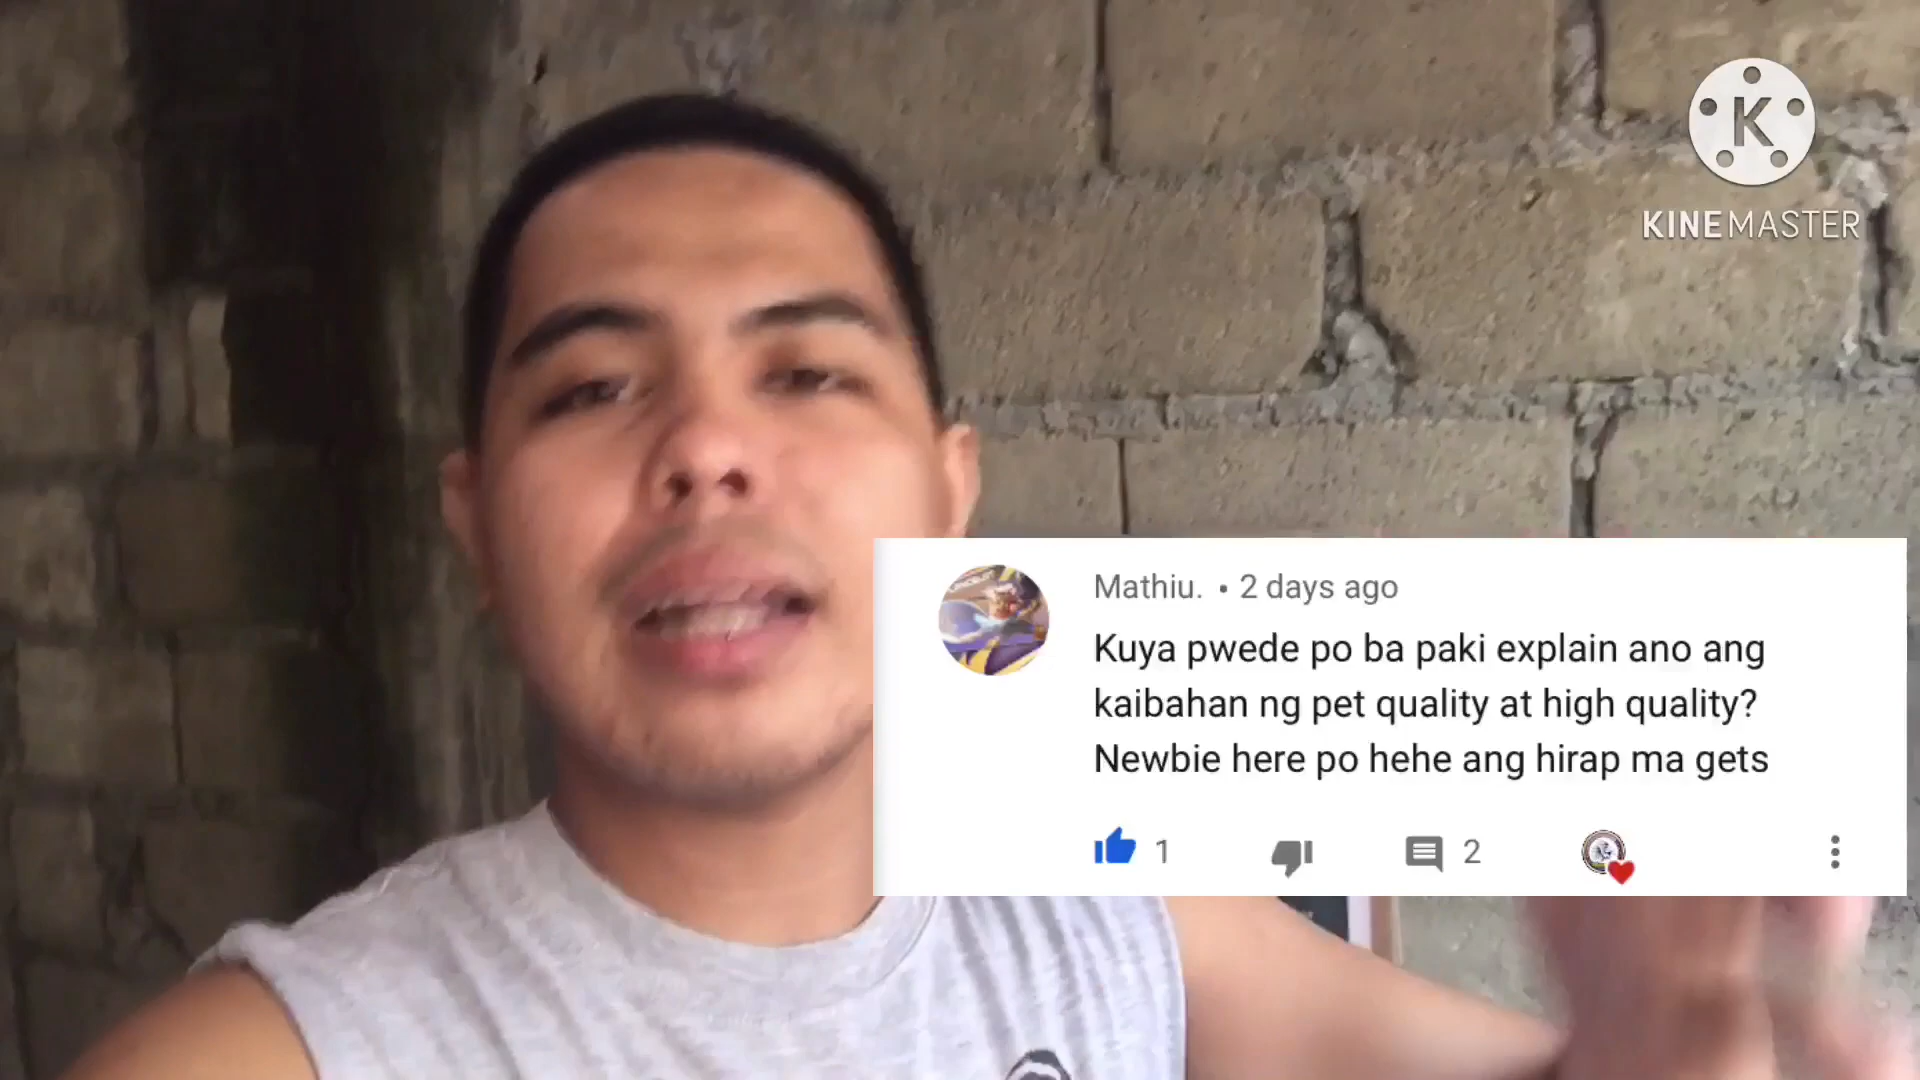 K
KINEMASTER
Mathiu. • 2 days ago
Kuya pwede po ba paki explain ano ang
kaibahan ng pet quality at high quality?
Newbie here po hehe ang hirap ma gets
1
2